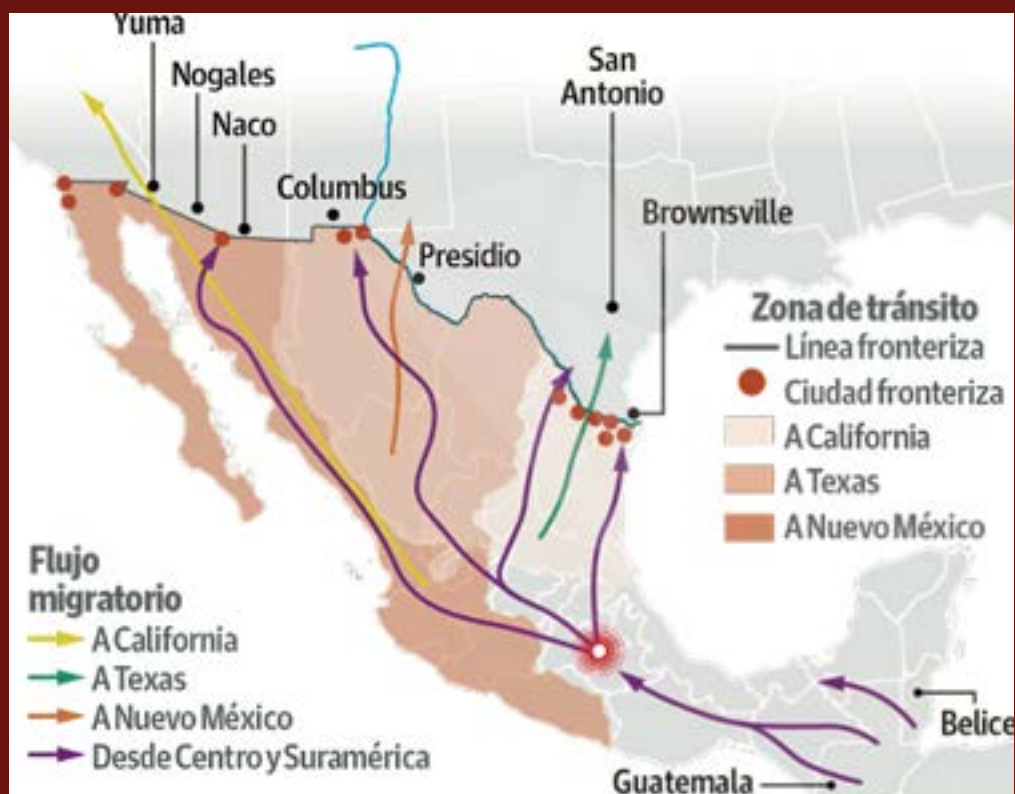 Yuma
Nogales
Naco
Columbus
San
Antonio
Brownsville
Presidio
Zona de tránsito
Línea fronteriza
Ciudad fronteriza
A California
A Texas
A Nuevo México
Flujo
migratorio
A California
A Texas
A Nuevo México
Desde Centro y Suramérica
Belice
Guatemala